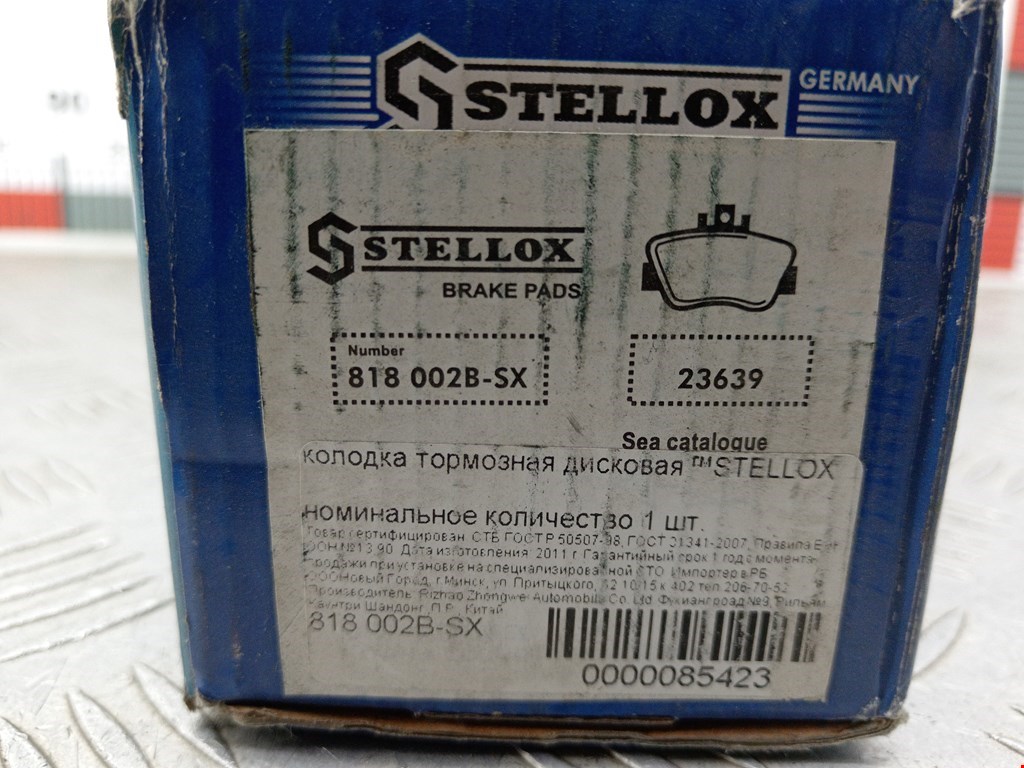 STELLOX
GERMANY
STELLOX
BRAKE PADS
Number
818 002B-SX
23639
Sea catalogue
колодка тормозная дисковая ™STELLOX
номинальное количество 1 шт.
Товар сертифицирован СТБ ГОСТ Р 50507-98, ГОСТ 31341-2007, Правила
ООН №13.90. Дата изготовления 2011 г. Гарантийный срок 1 год с момента
продажи при установке на специализированной СТО. Импортер в РБ
ООО Новый Город, г.Минск, ул. Притыцкого, 62 10/15 к 402 тел 206-70-52
Производитель Rizhao Zhongwei Automobile Co Ltd
Каунтри Шандонг, П.Р., Китай
818 002B-SX
0000085423